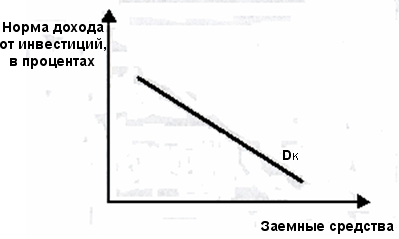 Норма дохода
от инвестиций,
в процентах
Dк
Заемные средства